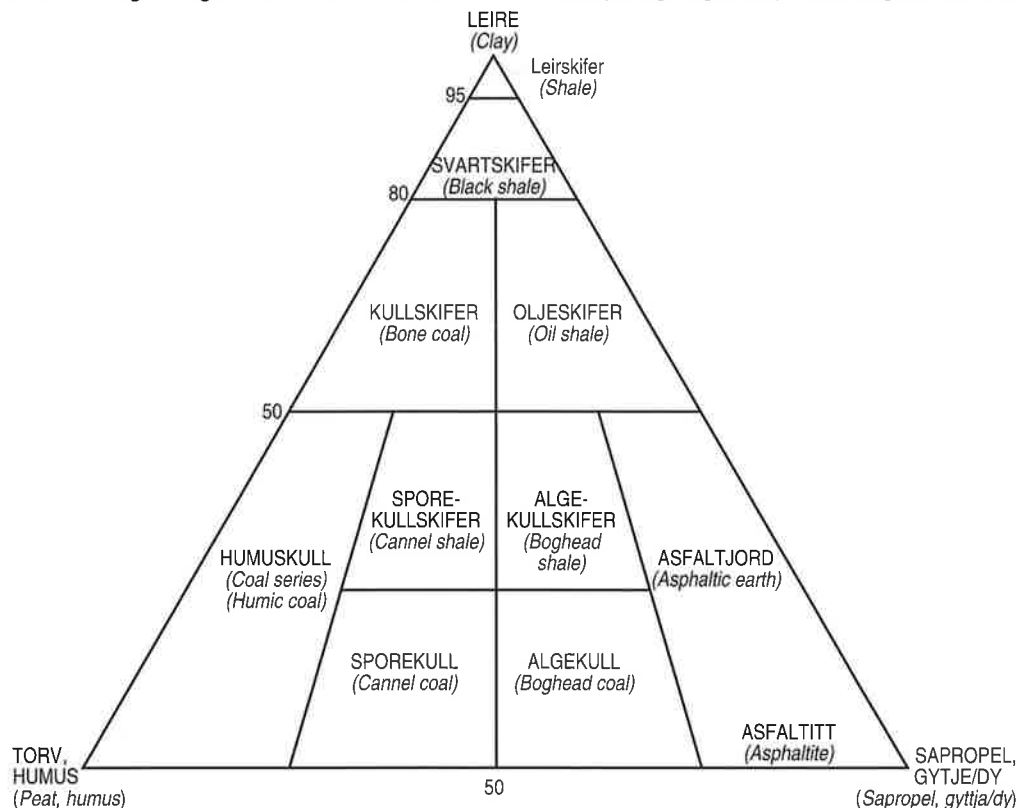 LEIRE
(Clay)
Leirskifer
(Shale)
95
SVARTSKIFER
(Black shale)
80
KULLSKIFER
(Bone coal)
OLJESKIFER
(Oil shale)
50
SPORE-
KULLSKIFER
(Cannel shale)
ALGE-
KULLSKIFER
(Boghead
shale)
HUMUSKULL
(Coal series)
(Humic coal)
ASFALTJORD
(Asphaltic earth)
SPOREKULL
(Cannel coal)
ALGEKULL
(Boghead coal)
ASFALTITT
(Asphaltite)
TORV,
HUMUS
(Peat, humus)
50
SAPROPEL,
GYTJE/DY
(Sapropel, gyttja/dy)